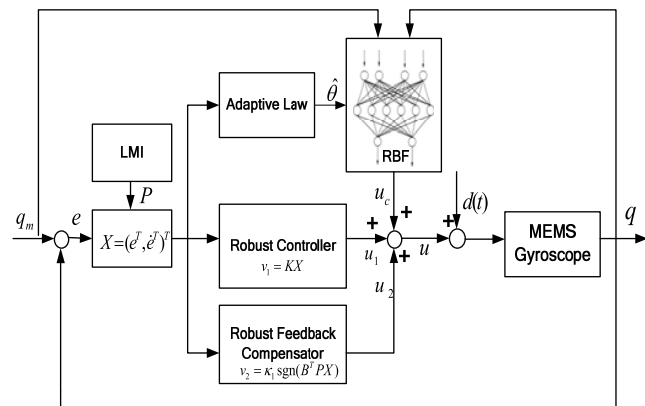 Adaptive Law
θ̂
RBF
LMI
P
q_m
e
X=(e^T,ė^T)^T
Robust Controller
v_1 = KX
u_1
u_c
+
+
+
u
+
d(t)
MEMS
Gyroscope
q
u_2
Robust Feedback
Compensator
v_2 = κ_1 sgn(B^T PX)